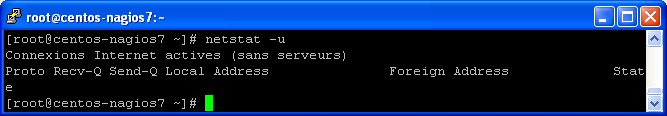 root@centos-nagios7:~
[root@centos-nagios7 ~]# netstat -u
Connexions Internet actives (sans serveurs)
Proto Recv-Q Send-Q Local Address               Foreign Address             Stat
e
[root@centos-nagios7 ~]#